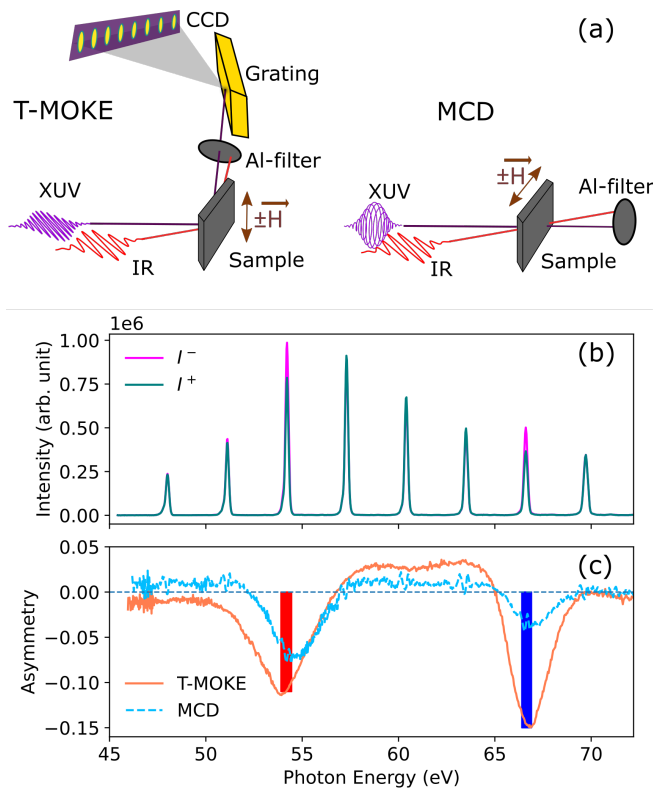 CCD
(a)
Grating
T-MOKE
MCD
Al-filter
±H
XUV
XUV
Al-filter
±H
IR
Sample
IR
Sample
1e6
(b)
1.00
I⁻
0.75
I⁺
0.50
0.25
0.00
Intensity (arb. unit)
(c)
0.05
0.00
−0.05
−0.10
−0.15
Asymmetry
T-MOKE
MCD
45 50 55 60 65 70
Photon Energy (eV)